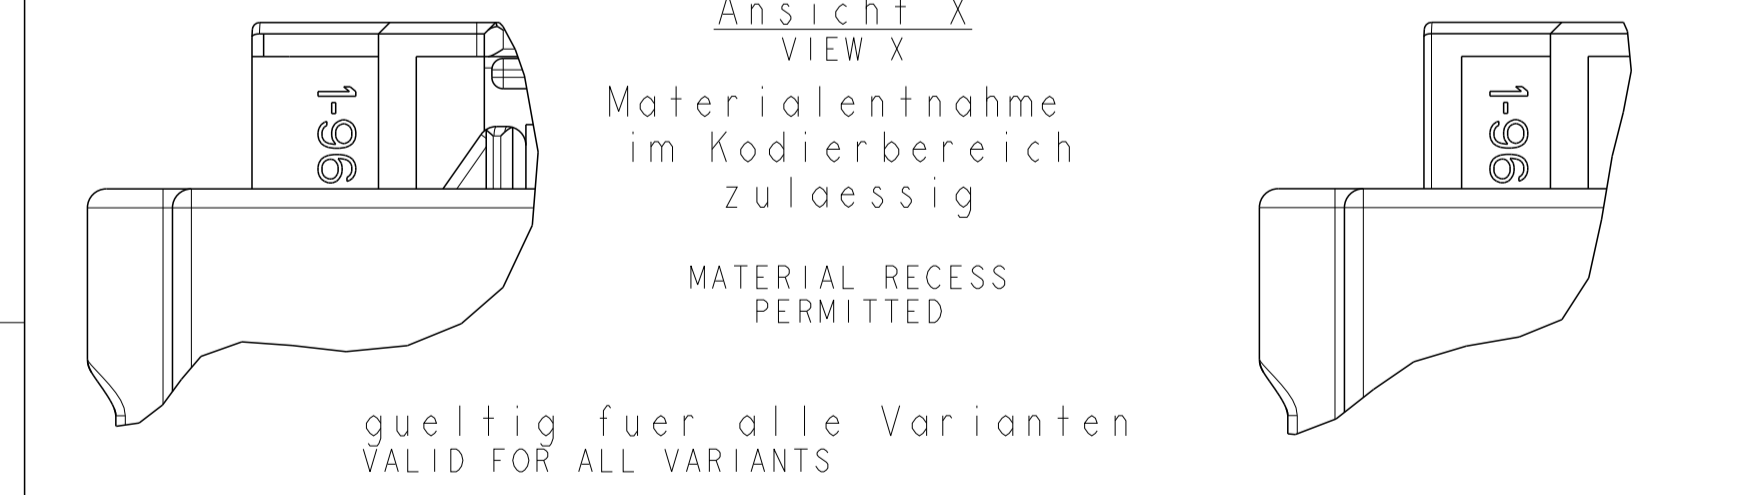 Ansicht X
VIEW X
Materialentnahme
im Kodierbereich
zulaessig
MATERIAL RECESS
PERMITTED
1-96
1-96
gueltig fuer alle Varianten
VALID FOR ALL VARIANTS